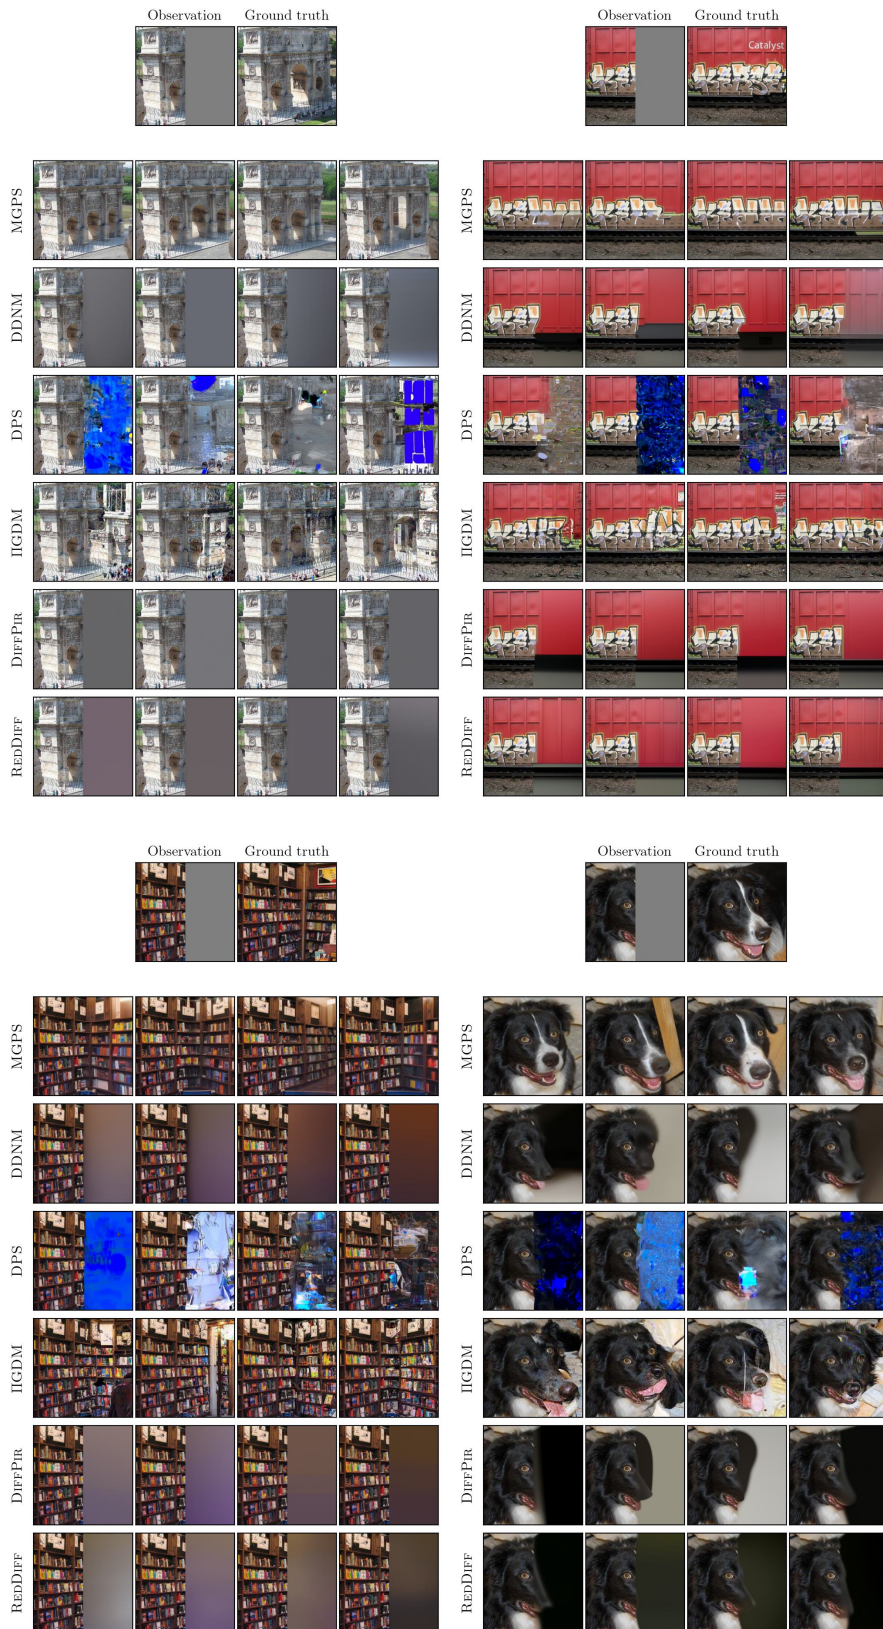 Observation Ground truth
Observation Ground truth
Catalyst
MGPS
MGPS
DDNM
DDNM
DPS
DPS
ΠGDM
ΠGDM
DIFFPIR
DIFFPIR
REDDIFF
REDDIFF
Observation Ground truth
Observation Ground truth
MGPS
MGPS
DDNM
DDNM
DPS
DPS
ΠGDM
ΠGDM
DIFFPIR
DIFFPIR
REDDIFF
REDDIFF